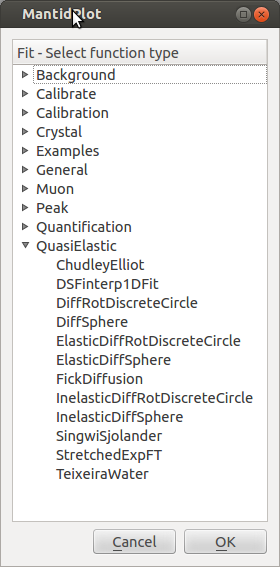 MantidPlot
Fit - Select function type
Background
Calibrate
Calibration
Crystal
Examples
General
Muon
Peak
Quantification
QuasiElastic
ChudleyElliot
DSFinterp1DFit
DiffRotDiscreteCircle
DiffSphere
ElasticDiffRotDiscreteCircle
ElasticDiffSphere
FickDiffusion
InelasticDiffRotDiscreteCircle
InelasticDiffSphere
SingwiSjolander
StretchedExpFT
TeixeiraWater
Cancel OK